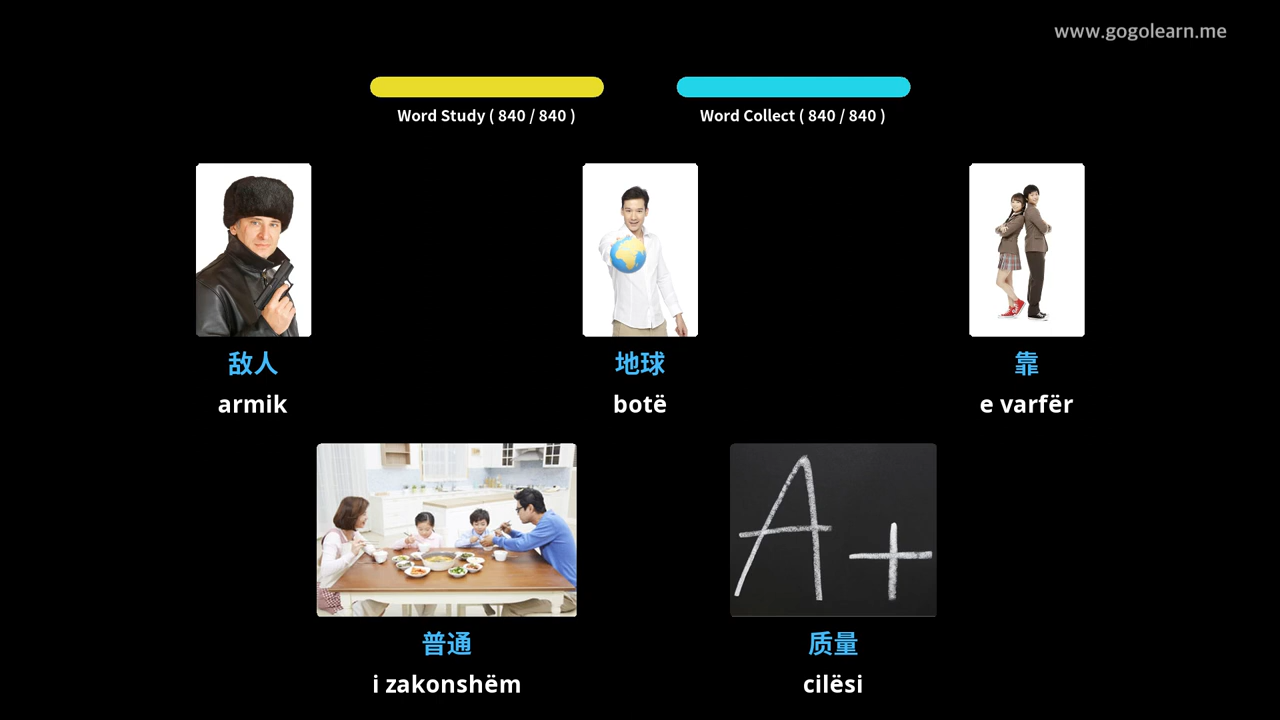 www.gogolearn.me
Word Study ( 840 / 840 )
Word Collect ( 840 / 840 )
敌人
armik
地球
botë
靠
e varfër
普通
i zakonshëm
质量
cilësi
A+